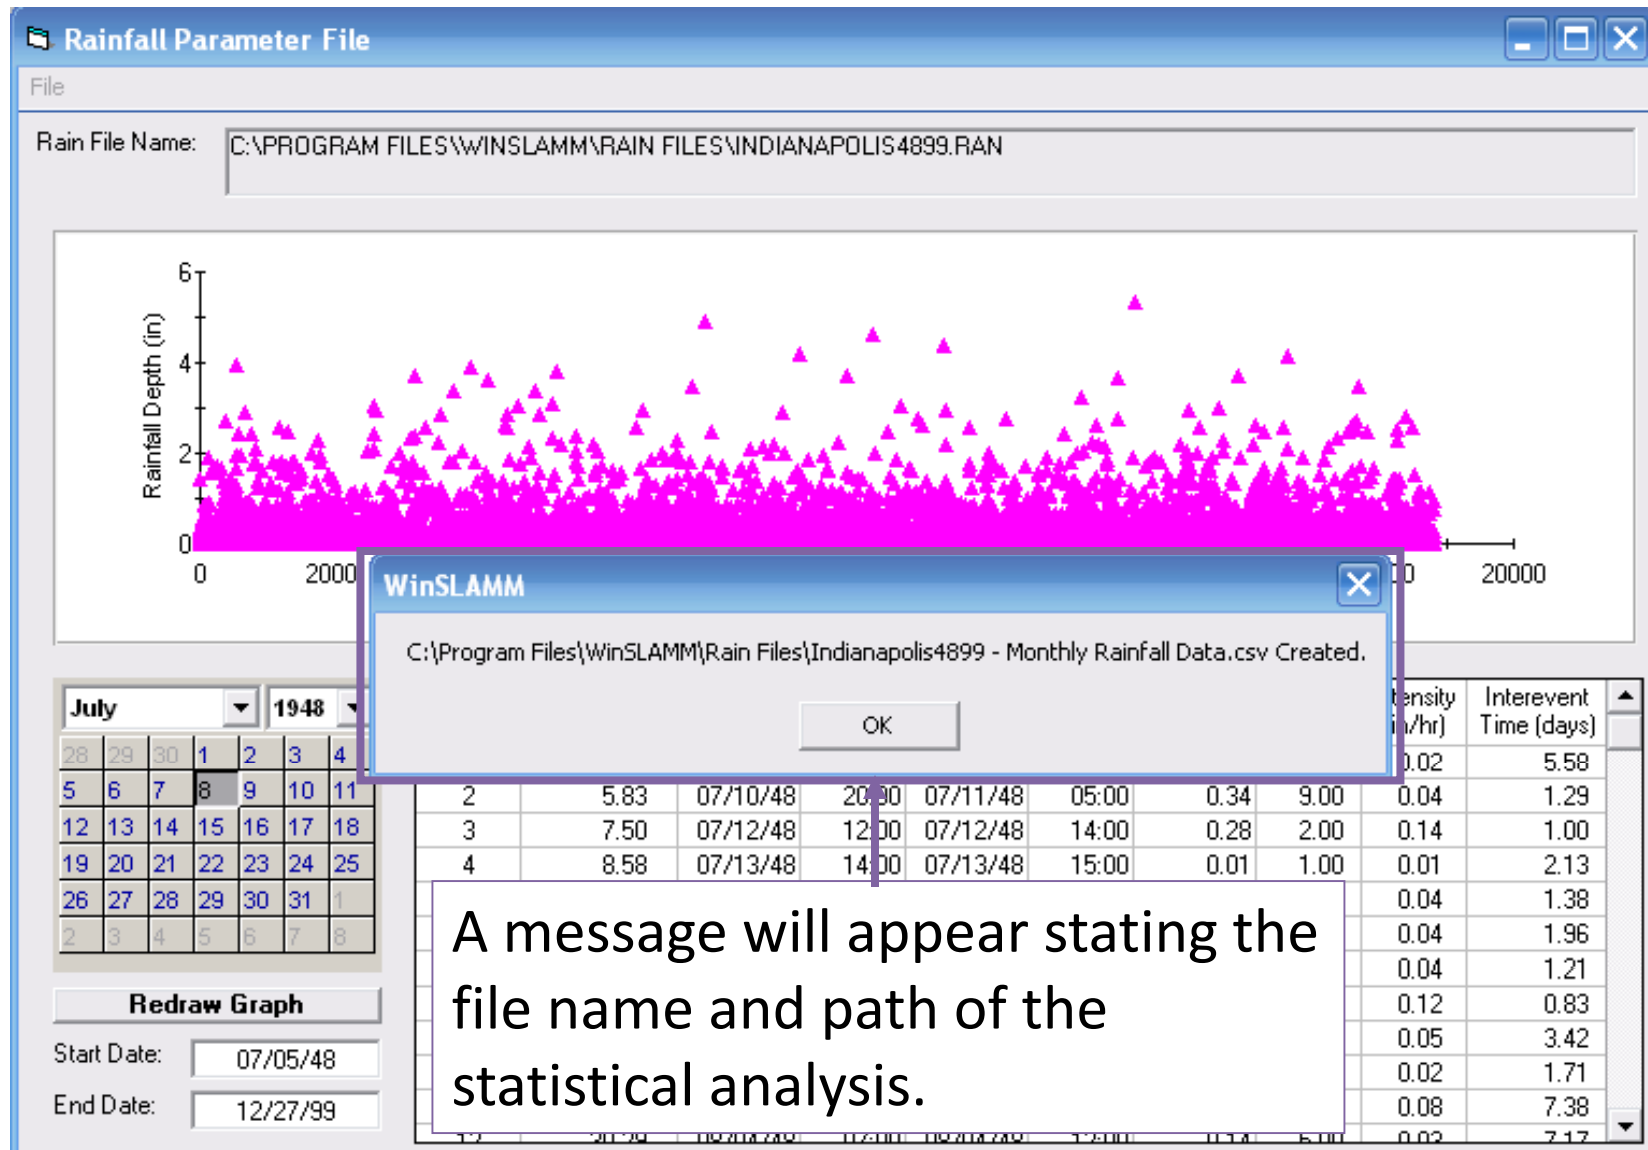 Rainfall Parameter File
File
Rain File Name: C:\PROGRAM FILES\WINSLAMM\RAIN FILES\INDIANAPOLIS4899.RAN
6
4
2
0
Rainfall Depth (in)
0 2000 20000
WinSLAMM
C:\Program Files\WinSLAMM\Rain Files\Indianapolis4899 - Monthly Rainfall Data.csv Created.
OK
July 1948
28 29 30 1 2 3 4
5 6 7 8 9 10 11
12 13 14 15 16 17 18
19 20 21 22 23 24 25
26 27 28 29 30 31 1
2 3 4 5 6 7 8
Redraw Graph
Start Date: 07/05/48
End Date: 12/27/99
Interevent
Time (days)
0.02 5.58
2 5.83 07/10/48 20:00 07/11/48 05:00 0.34 9.00 0.04 1.29
3 7.50 07/12/48 12:00 07/12/48 14:00 0.28 2.00 0.14 1.00
4 8.58 07/13/48 14:00 07/13/48 15:00 0.01 1.00 0.01 2.13
0.04 1.38
0.04 1.96
0.04 1.21
0.12 0.83
0.05 3.42
0.02 1.71
0.08 7.38
A message will appear stating the
file name and path of the
statistical analysis.